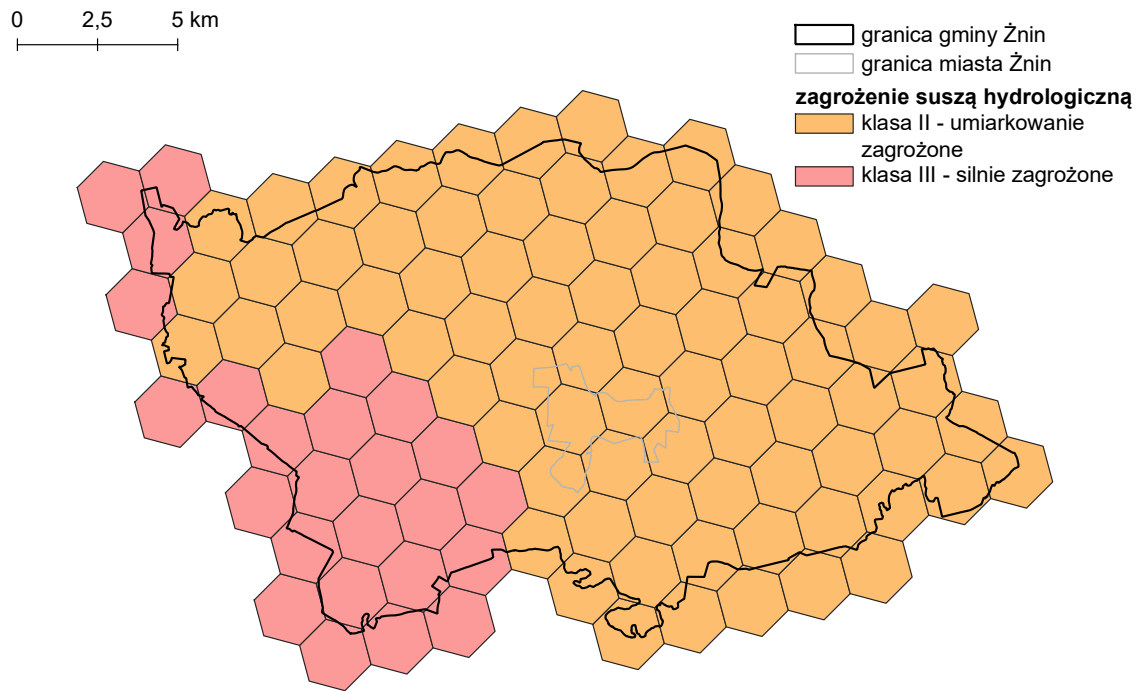 0 2,5 5 km
granica gminy Żnin
granica miasta Żnin
zagrożenie suszą hydrologiczną
klasa II - umiarkowanie
zagrożone
klasa III - silnie zagrożone